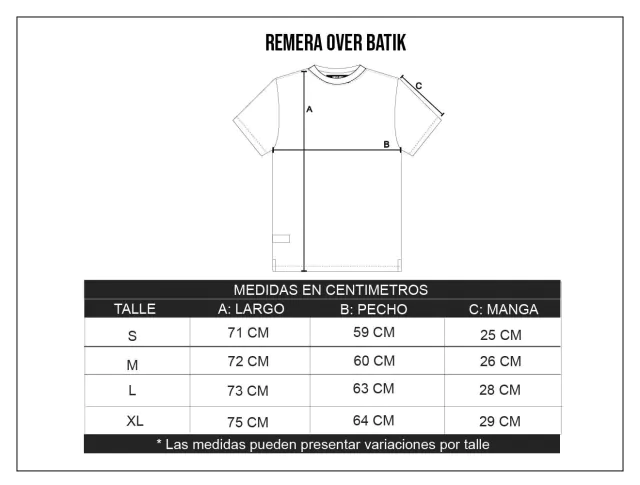 REMERA OVER BATIK
C
A
B
MEDIDAS EN CENTIMETROS
TALLE A: LARGO B: PECHO C: MANGA
S 71 CM 59 CM 25 CM
M 72 CM 60 CM 26 CM
L 73 CM 63 CM 28 CM
XL 75 CM 64 CM 29 CM
* Las medidas pueden presentar variaciones por talle